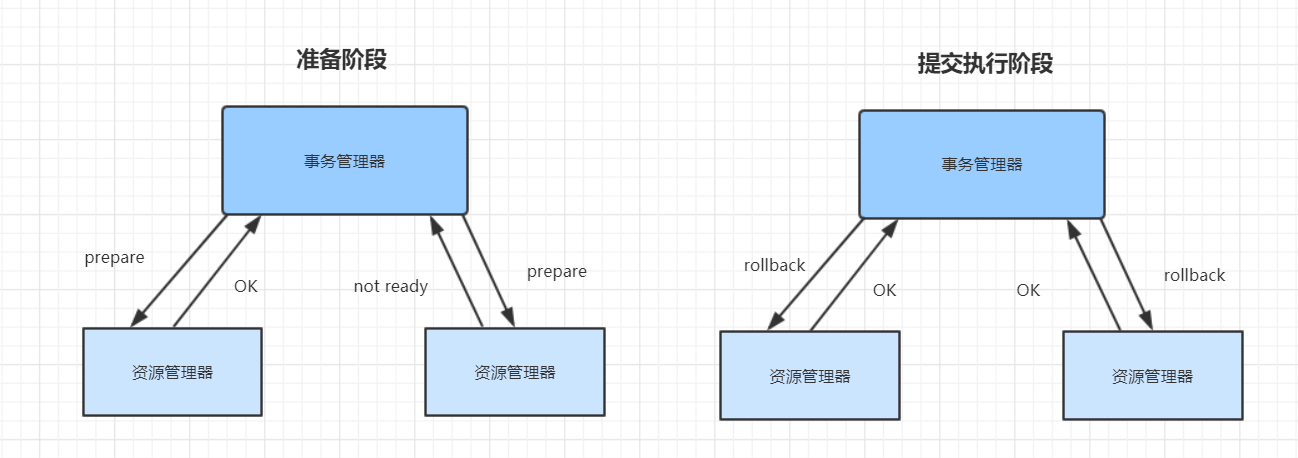 准备阶段
事务管理器
prepare
OK
not ready
prepare
资源管理器
资源管理器
提交执行阶段
事务管理器
rollback
OK
OK
rollback
资源管理器
资源管理器